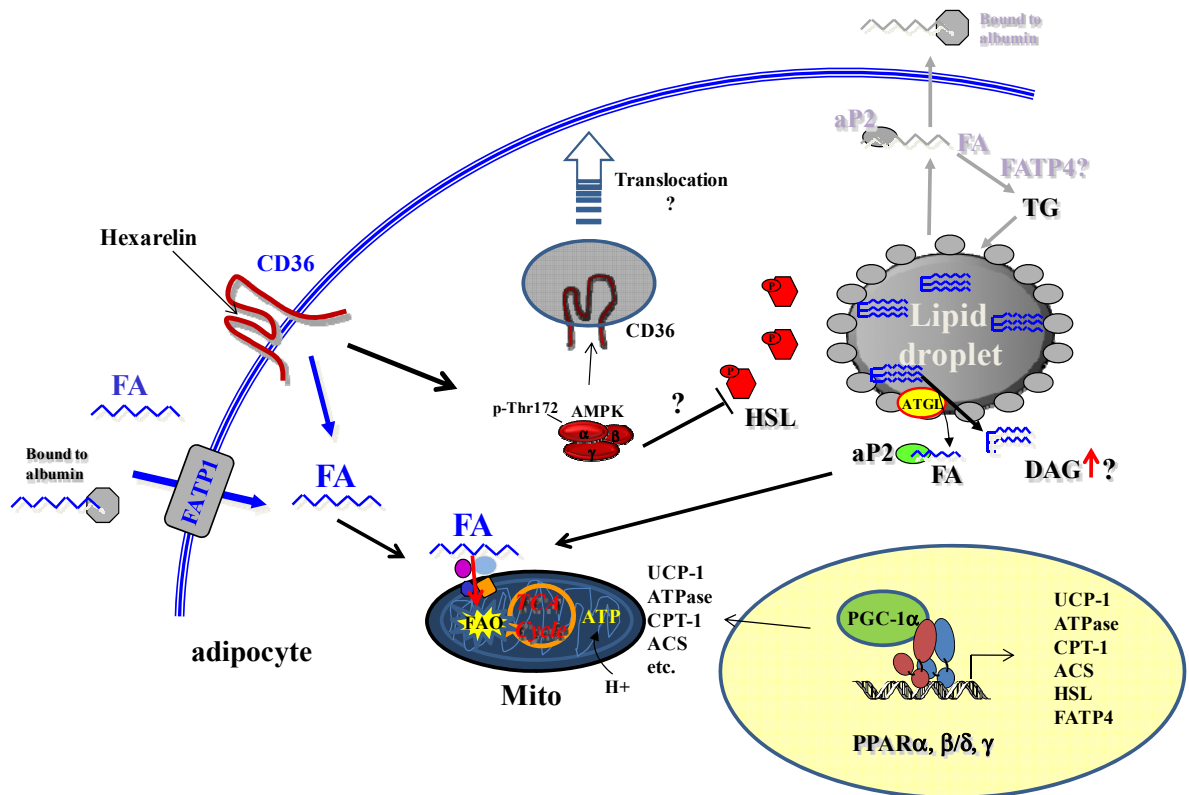 Bound to
albumin
aP2
FA
FATP4?
TG
Translocation
?
Hexarelin
CD36
CD36
P
P
P
Lipid
droplet
HSL
?
p-Thr172
AMPK
α
β
γ
ATGL
aP2
FA
DAG
?
FA
Bound to
albumin
FATP1
FA
FA
FAO
TCA
Cycle
ATP
H+
Mito
adipocyte
UCP-1
ATPase
CPT-1
ACS
etc.
PGC-1α
UCP-1
ATPase
CPT-1
ACS
HSL
FATP4
PPARα, β/δ, γ